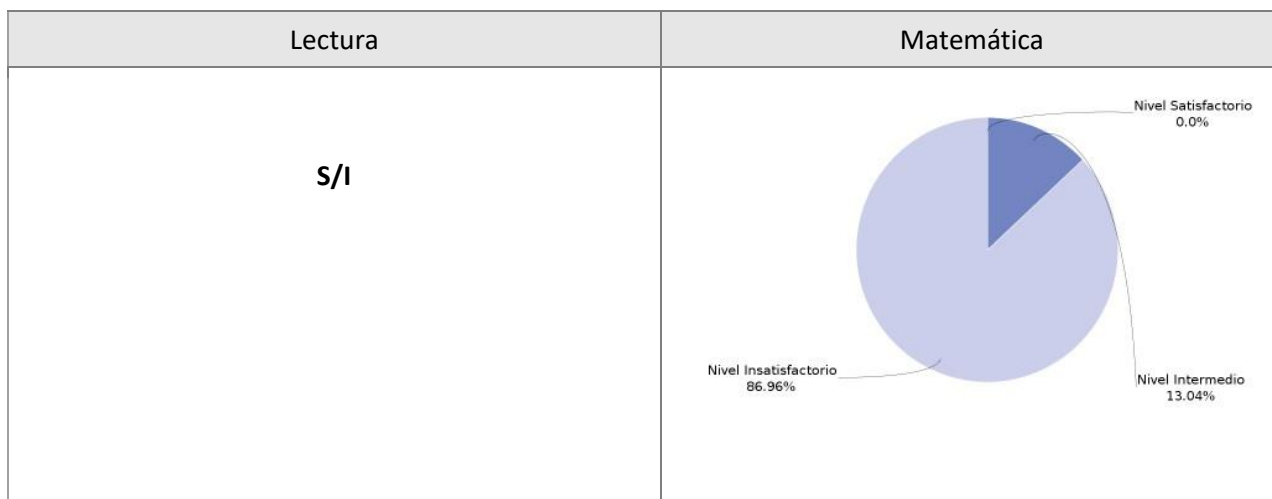 Lectura
Matemática
S/I
Nivel Satisfactorio
0.0%
Nivel Insatisfactorio
86.96%
Nivel Intermedio
13.04%